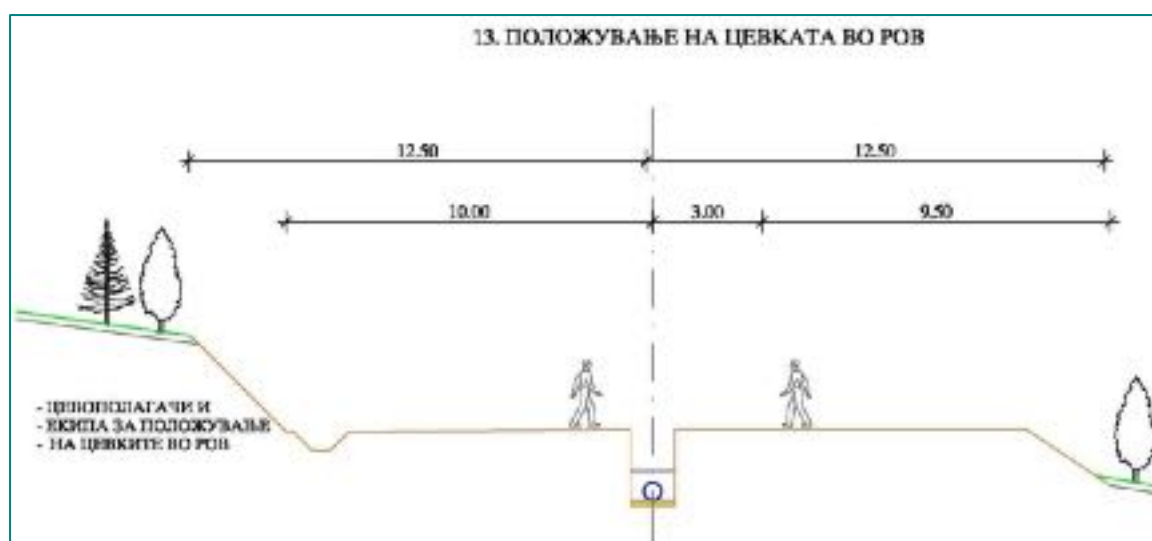 13. ПОЛОЖУВАЊЕ НА ЦЕВКАТА ВО РОВ
12.50 12.50
10.00 3.00 9.50
- ЦЕВОПОЛАГАЧИ И
- ЕКИПА ЗА ПОЛОЖУВАЊЕ
- НА ЦЕВКИТЕ ВО РОВ